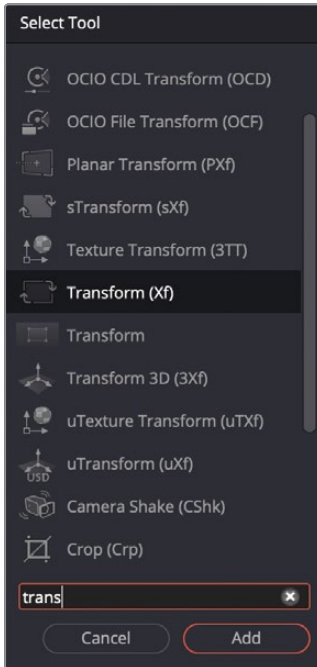 Select Tool
OCIO CDL Transform (OCD)
OCIO File Transform (OCF)
Planar Transform (PXf)
sTransform (sXf)
Texture Transform (3TT)
Transform (Xf)
Transform
Transform 3D (3Xf)
uTexture Transform (uTXf)
USD
uTransform (uXf)
Camera Shake (CShk)
Crop (Crp)
trans
Cancel
Add